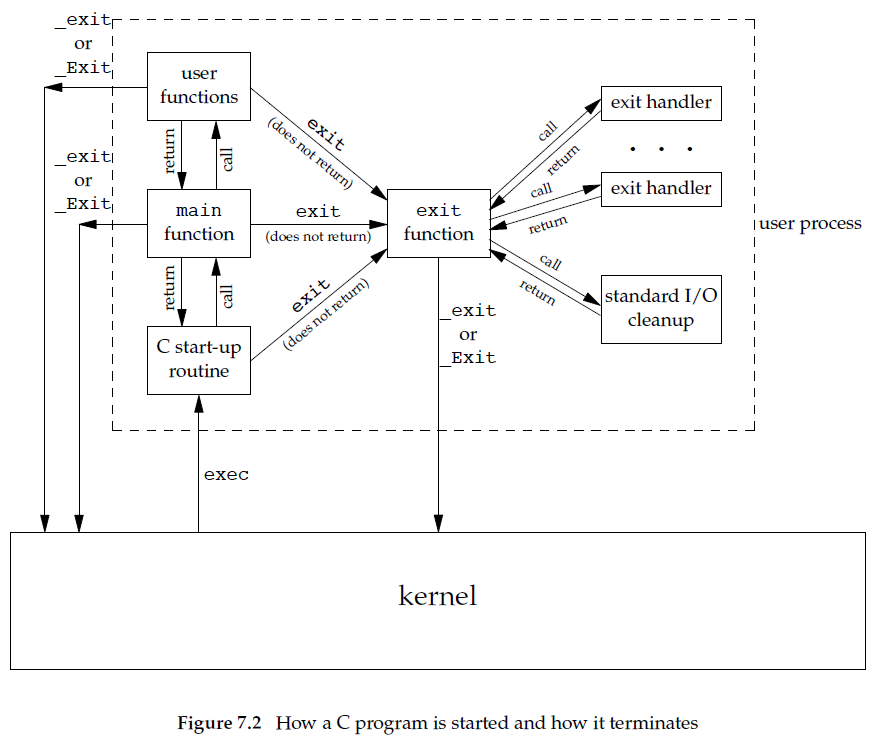 _exit
or
_Exit
user
functions
exit
(does not return)
call
return
exit handler
. . .
return
call
_exit
or
_Exit
main
function
exit
(does not return)
exit
function
call
return
exit handler
user process
return
call
exit
(does not return)
call
return
standard I/O
cleanup
C start-up
routine
_exit
or
_Exit
exec
kernel
Figure 7.2 How a C program is started and how it terminates